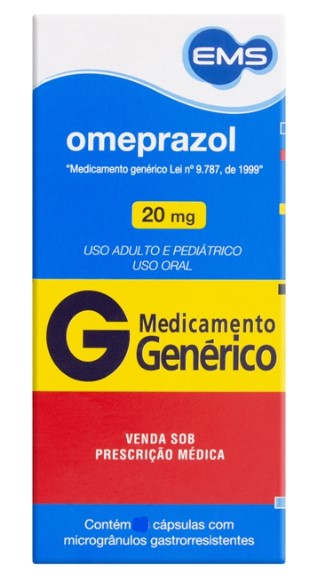 EMS
omeprazol
"Medicamento genérico Lei nº 9.787, de 1999"
20 mg
USO ADULTO E PEDIÁTRICO
USO ORAL
G Medicamento
Genérico
VENDA SOB
PRESCRIÇÃO MÉDICA
Contém cápsulas com
microgrânulos gastrorresistentes